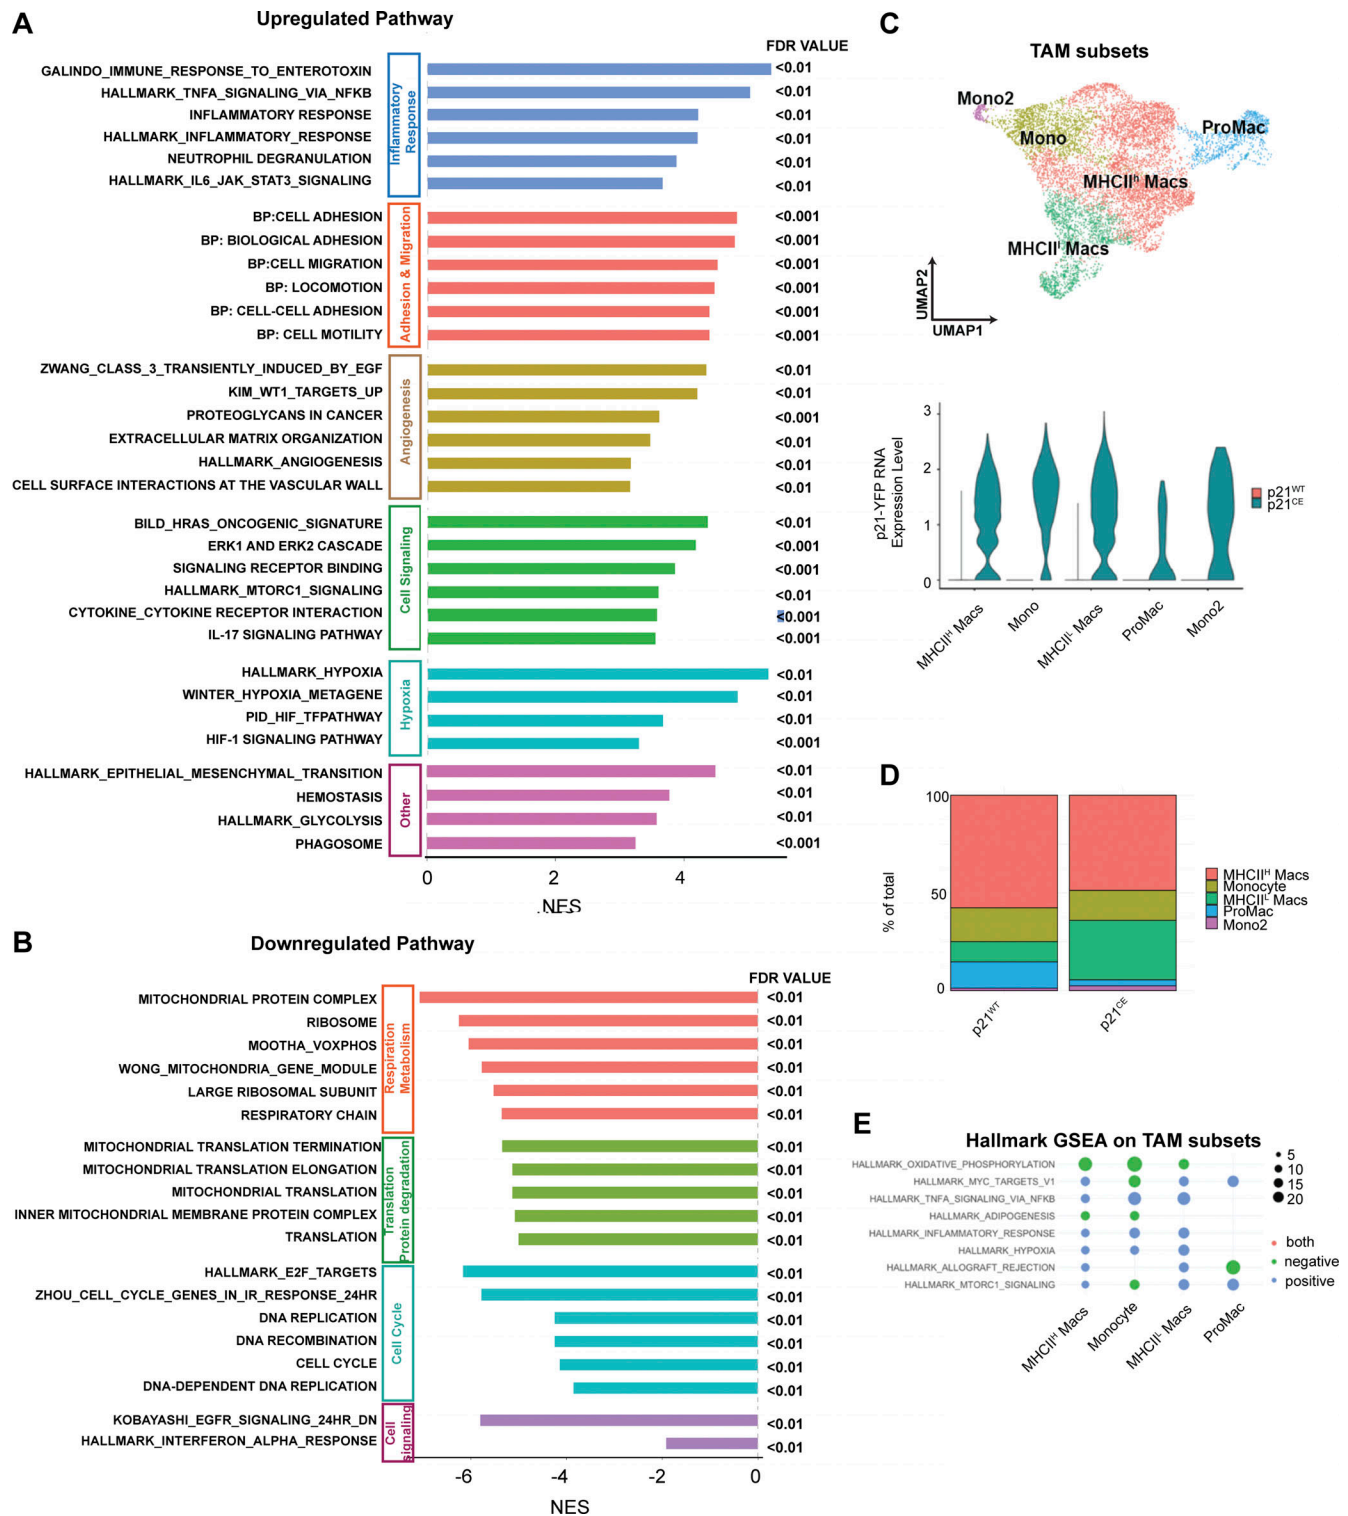 A
Upregulated Pathway
FDR VALUE
Inflammatory
Response
GALINDO_IMMUNE_RESPONSE_TO_ENTEROTOXIN <0.01
HALLMARK_TNFA_SIGNALING_VIA_NFKB <0.01
INFLAMMATORY RESPONSE <0.01
HALLMARK_INFLAMMATORY_RESPONSE <0.01
NEUTROPHIL DEGRANULATION <0.01
HALLMARK_IL6_JAK_STAT3_SIGNALING <0.01
Adhesion & Migration
BP:CELL ADHESION <0.001
BP: BIOLOGICAL ADHESION <0.001
BP:CELL MIGRATION <0.001
BP: LOCOMOTION <0.001
BP: CELL-CELL ADHESION <0.001
BP: CELL MOTILITY <0.001
Angiogenesis
ZWANG_CLASS_3_TRANSIENTLY_INDUCED_BY_EGF <0.01
KIM_WT1_TARGETS_UP <0.01
PROTEOGLYCANS IN CANCER <0.001
EXTRACELLULAR MATRIX ORGANIZATION <0.01
HALLMARK_ANGIOGENESIS <0.01
CELL SURFACE INTERACTIONS AT THE VASCULAR WALL <0.01
Cell Signaling
BILD_HRAS_ONCOGENIC_SIGNATURE <0.01
ERK1 AND ERK2 CASCADE <0.001
SIGNALING RECEPTOR BINDING <0.001
HALLMARK_MTORC1_SIGNALING <0.01
CYTOKINE_CYTOKINE RECEPTOR INTERACTION <0.001
IL-17 SIGNALING PATHWAY <0.001
Hypoxia
HALLMARK_HYPOXIA <0.01
WINTER_HYPOXIA_METAGENE <0.01
PID_HIF_TFPATHWAY <0.01
HIF-1 SIGNALING PATHWAY <0.001
Other
HALLMARK_EPITHELIAL_MESENCHYMAL_TRANSITION <0.01
HEMOSTASIS <0.01
HALLMARK_GLYCOLYSIS <0.01
PHAGOSOME <0.001
0 2 4
NES
B
Downregulated Pathway
FDR VALUE
Respiration
Metabolism
MITOCHONDRIAL PROTEIN COMPLEX <0.01
RIBOSOME <0.01
MOOTHA_VOXPHOS <0.01
WONG_MITOCHONDRIA_GENE_MODULE <0.01
LARGE RIBOSOMAL SUBUNIT <0.01
RESPIRATORY CHAIN <0.01
Translation
Protein degradation
MITOCHONDRIAL TRANSLATION TERMINATION <0.01
MITOCHONDRIAL TRANSLATION ELONGATION <0.01
MITOCHONDRIAL TRANSLATION <0.01
INNER MITOCHONDRIAL MEMBRANE PROTEIN COMPLEX <0.01
TRANSLATION <0.01
Cell Cycle
HALLMARK_E2F_TARGETS <0.01
ZHOU_CELL_CYCLE_GENES_IN_IR_RESPONSE_24HR <0.01
DNA REPLICATION <0.01
DNA RECOMBINATION <0.01
CELL CYCLE <0.01
DNA-DEPENDENT DNA REPLICATION <0.01
Cell
signaling
KOBAYASHI_EGFR_SIGNALING_24HR_DN <0.01
HALLMARK_INTERFERON_ALPHA_RESPONSE <0.01
-6 -4 -2 0
NES
C
TAM subsets
Mono2
Mono
ProMac
MHCIIʰ Macs
MHCIIˡ Macs
UMAP2
UMAP1
p21-YFP RNA
Expression Level
3
2
1
0
MHCIIᴴ Macs
Mono
MHCIIᴸ Macs
ProMac
Mono2
p21ᵂᵀ
p21ᶜᴱ
D
% of total
100
50
0
p21ᵂᵀ
p21ᶜᴱ
MHCIIᴴ Macs
Monocyte
MHCIIᴸ Macs
ProMac
Mono2
E
Hallmark GSEA on TAM subsets
HALLMARK_OXIDATIVE_PHOSPHORYLATION
HALLMARK_MYC_TARGETS_V1
HALLMARK_TNFA_SIGNALING_VIA_NFKB
HALLMARK_ADIPOGENESIS
HALLMARK_INFLAMMATORY_RESPONSE
HALLMARK_HYPOXIA
HALLMARK_ALLOGRAFT_REJECTION
HALLMARK_MTORC1_SIGNALING
MHCIIᴴ Macs
Monocyte
MHCIIᴸ Macs
ProMac
5
10
15
20
both
negative
positive